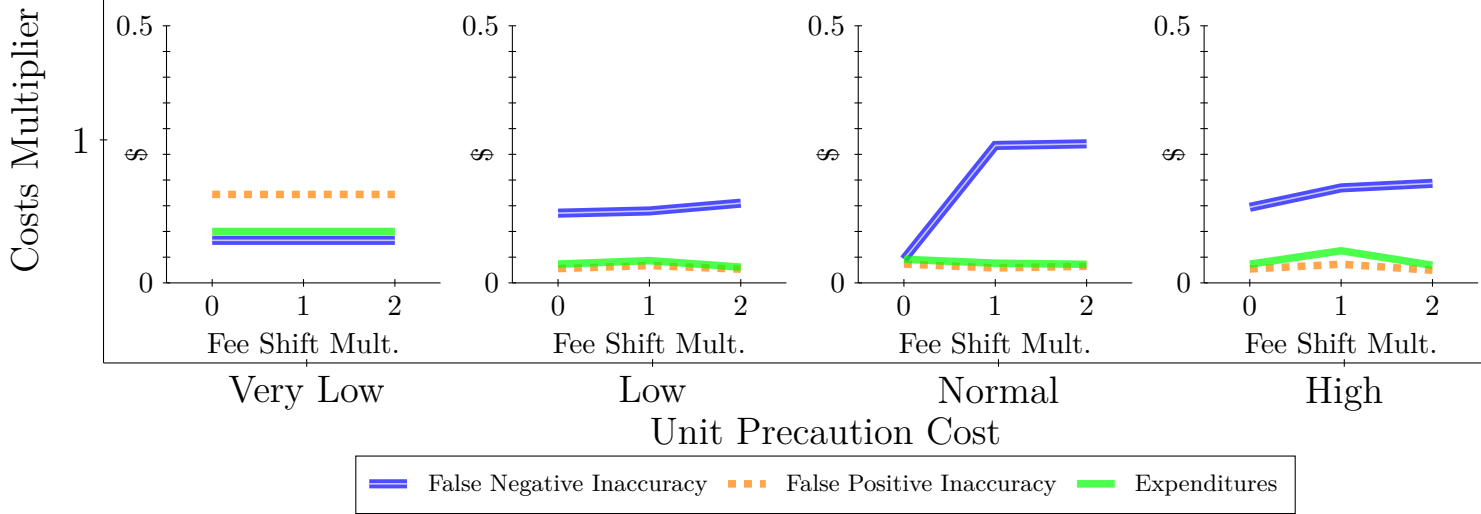 Costs Multiplier
1
0.5 0.5 0.5 0.5
$ $ $ $
0 0 0 0
0 1 2 0 1 2 0 1 2 0 1 2
Fee Shift Mult. Fee Shift Mult. Fee Shift Mult. Fee Shift Mult.
Very Low Low Normal High
Unit Precaution Cost
False Negative Inaccuracy False Positive Inaccuracy Expenditures